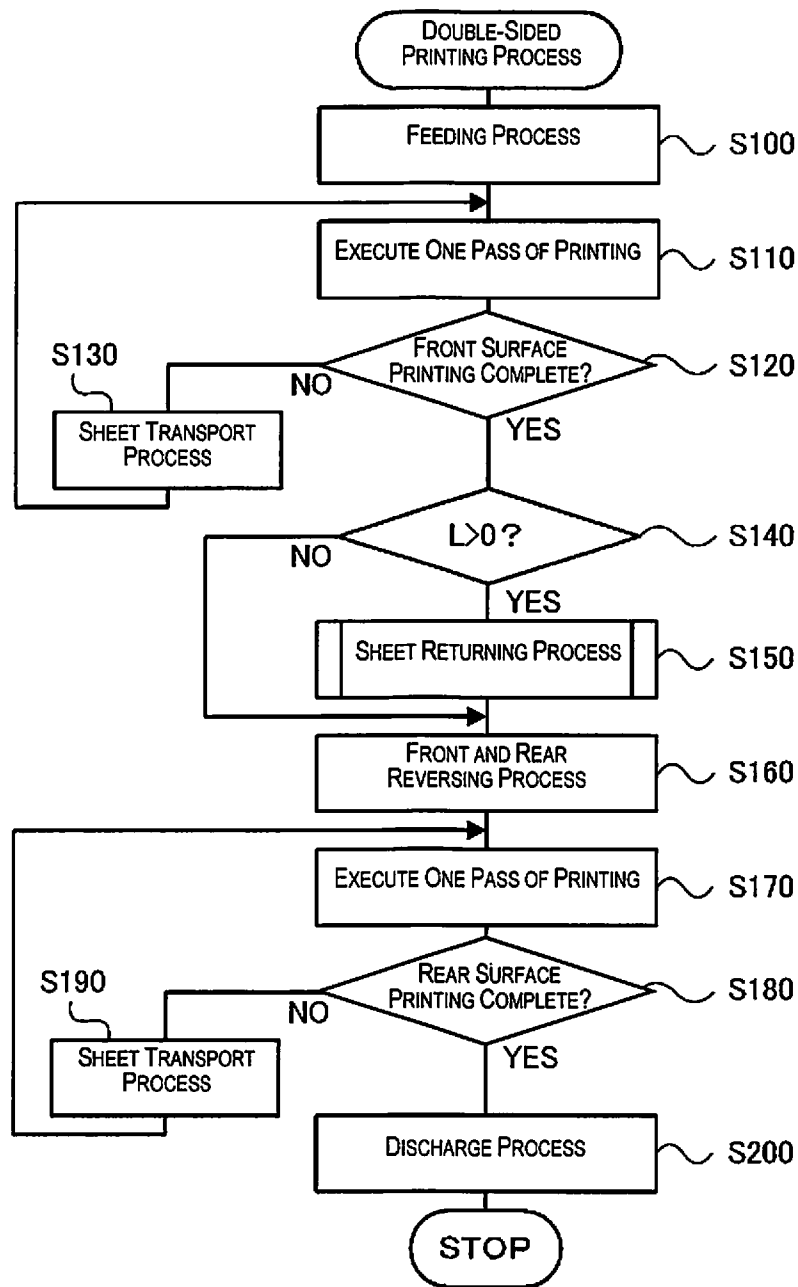 DOUBLE-SIDED
PRINTING PROCESS
FEEDING PROCESS
S100
EXECUTE ONE PASS OF PRINTING
S110
FRONT SURFACE
PRINTING COMPLETE?
S120
NO
S130
YES
SHEET TRANSPORT
PROCESS
L>0?
S140
NO
YES
SHEET RETURNING PROCESS
S150
FRONT AND REAR
REVERSING PROCESS
S160
EXECUTE ONE PASS OF PRINTING
S170
REAR SURFACE
PRINTING COMPLETE?
S180
NO
S190
YES
SHEET TRANSPORT
PROCESS
DISCHARGE PROCESS
S200
STOP